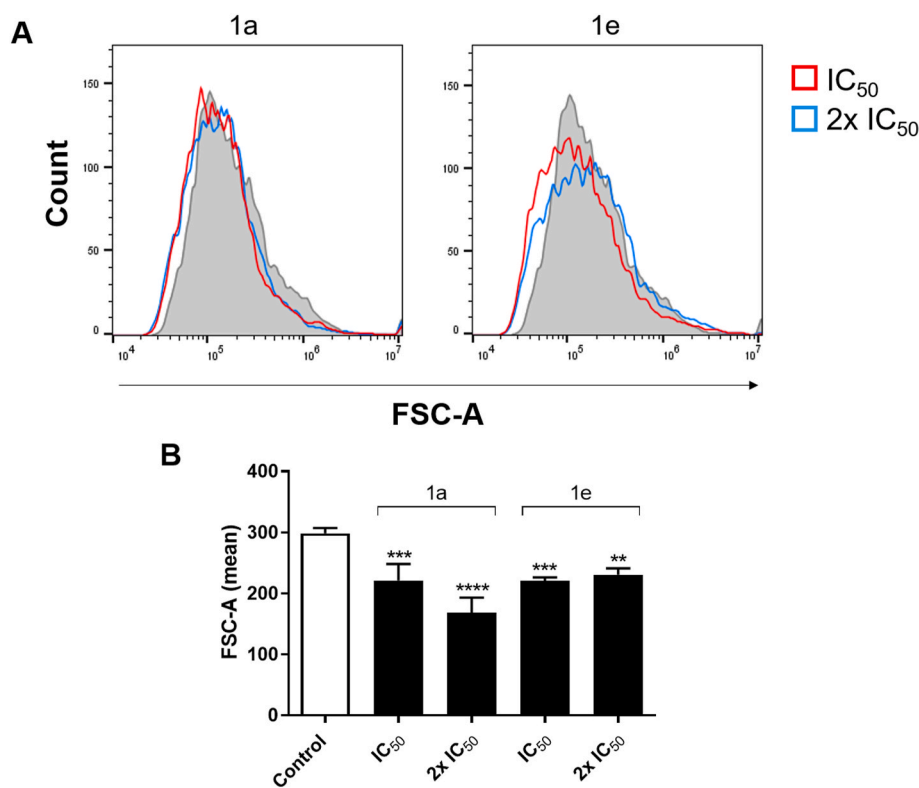 A
1a
1e
IC₅₀
2x IC₅₀
Count
150
100
50
0
10⁴
10⁵
10⁶
10⁷
150
100
50
0
10⁴
10⁵
10⁶
10⁷
FSC-A
B
FSC-A (mean)
400
300
200
100
0
1a
1e
***
****
***
**
Control
IC₅₀
2x IC₅₀
IC₅₀
2x IC₅₀